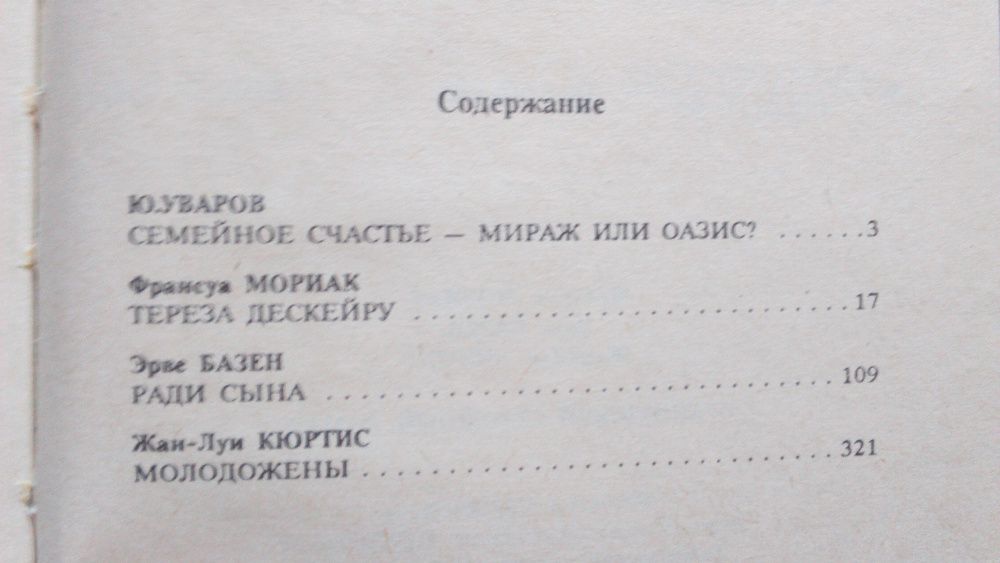 Содержание
Ю.УВАРОВ
СЕМЕЙНОЕ СЧАСТЬЕ — МИРАЖ ИЛИ ОАЗИС? ......3
Франсуа МОРИАК
ТЕРЕЗА ДЕСКЕЙРУ ............................ 17
Эрве БАЗЕН
РАДИ СЫНА ................................. 109
Жан-Луи КЮРТИС
МОЛОДОЖЕНЫ ............................... 321